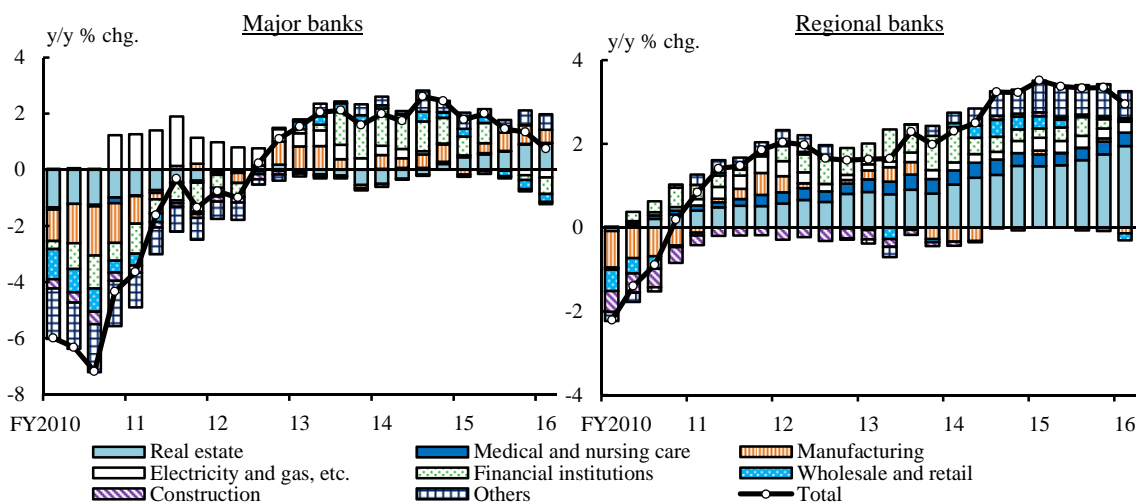 Major banks
Regional banks
y/y % chg.
y/y % chg.
4
2
0
-2
-4
-6
-8
4
2
0
-2
-4
FY2010 11 12 13 14 15 16
FY2010 11 12 13 14 15 16
Real estate Medical and nursing care Manufacturing
Electricity and gas, etc. Financial institutions Wholesale and retail
Construction Others Total